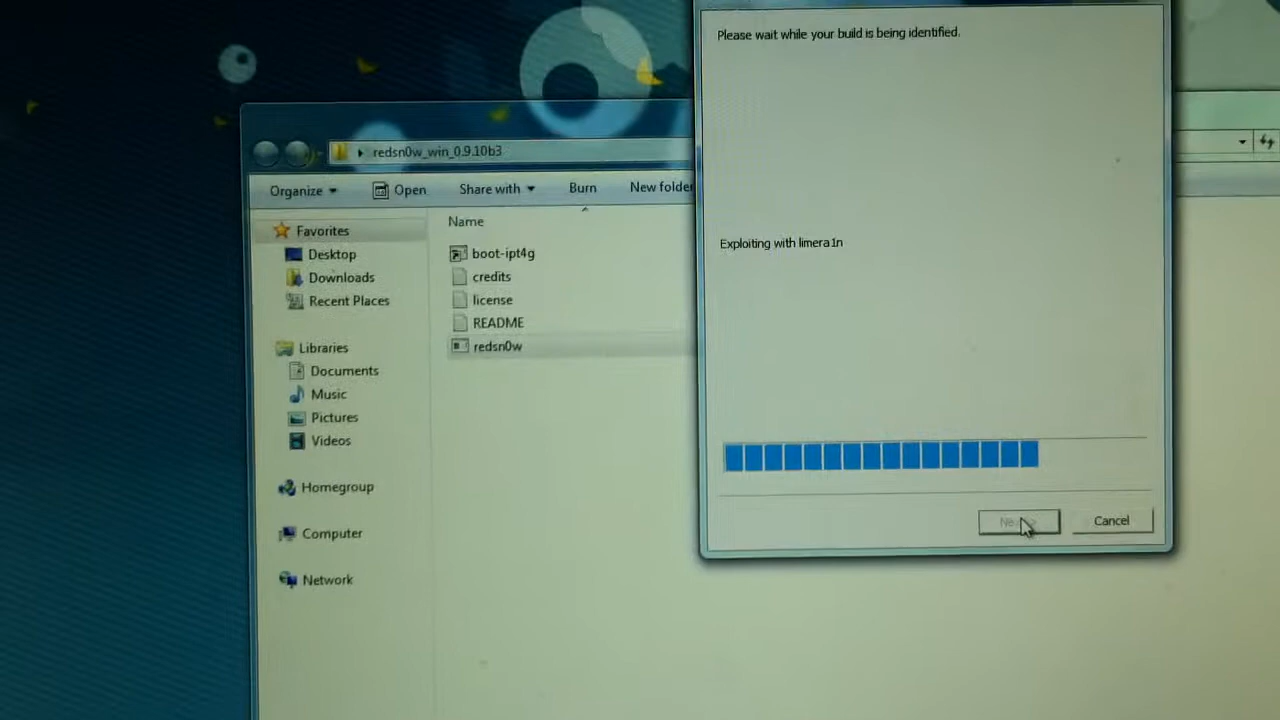 Please wait while your build is being identified.
redsn0w_win_0.9.10b3
Organize
Open
Share with
Burn
New folder
Name
Favorites
Desktop
Downloads
Recent Places
Libraries
Documents
Music
Pictures
Videos
Homegroup
Computer
Network
boot-ipt4g
credits
license
README
redsn0w
Exploiting with limera1n
Cancel